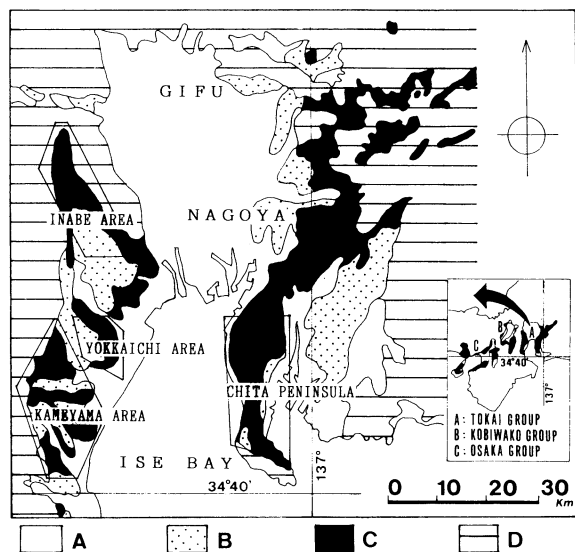 GIFU
INABE AREA
NAGOYA
YOKKAICHI AREA
CHITA PENINSULA
KAMEYAMA AREA
ISE BAY
34°40'
137°
B
A
C
34°40'
137°
A: TOKAI GROUP
B: KOBIWAKO GROUP
C: OSAKA GROUP
0 10 20 30
Km
A B C D